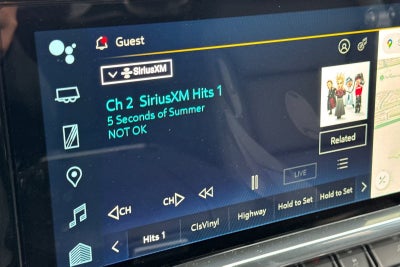 Guest
SiriusXM
Ch 2 SiriusXM Hits 1
5 Seconds of Summer
NOT OK
Related
LIVE
CH CH
Hits 1 ClsVinyl Highway Hold to Set Hold to Set